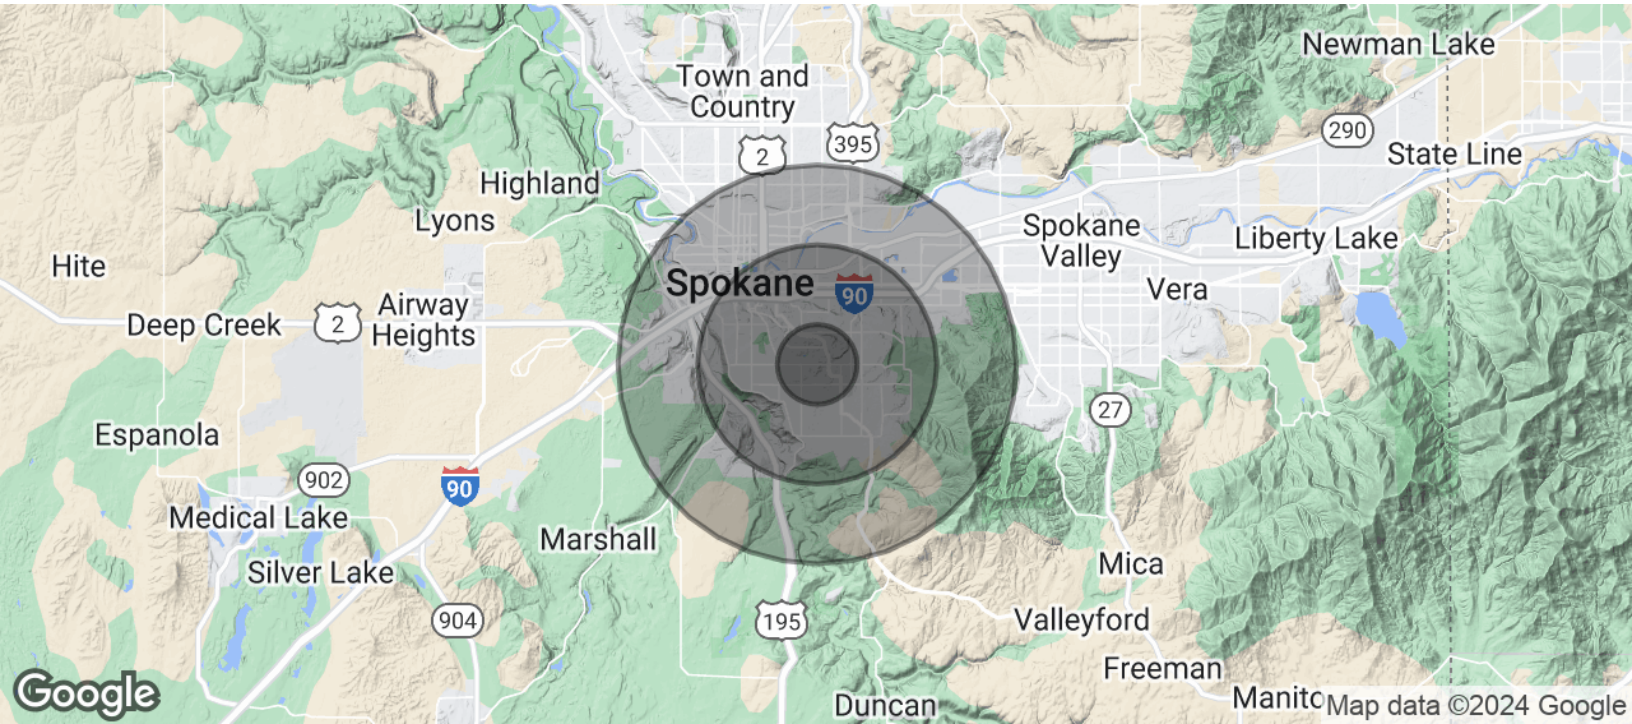 Newman Lake
Town and
Country
290
2
395
State Line
Highland
Lyons
Spokane
Valley
Liberty Lake
Hite
Spokane
90
Vera
Airway
Heights
Deep Creek
2
27
Espanola
902
90
Medical Lake
Marshall
Mica
Silver Lake
904
195
Valleyford
Freeman
Google
Duncan
Manito
Map data ©2024 Google